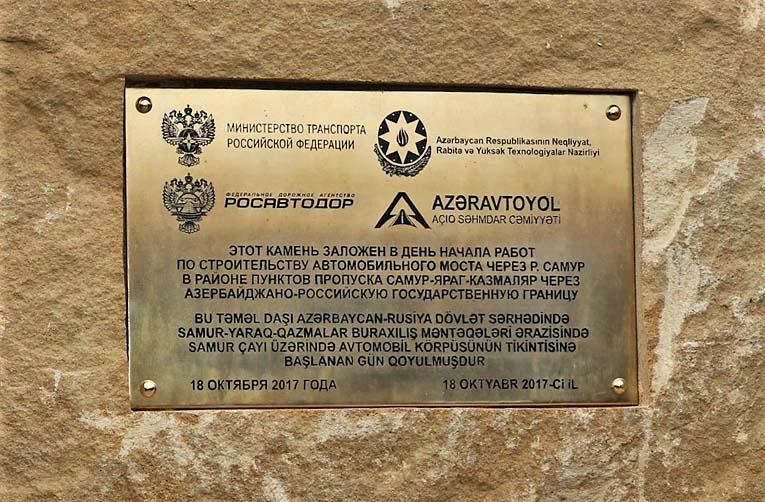 МИНИСТЕРСТВО ТРАНСПОРТА
РОССИЙСКОЙ ФЕДЕРАЦИИ
Azərbaycan Respublikasının Nəqliyyat,
Rabitə və Yüksək Texnologiyalar Nazirliyi
ФЕДЕРАЛЬНОЕ ДОРОЖНОЕ АГЕНТСТВО
РОСАВТОДОР
AZƏRAVTOYOL
AÇIQ SƏHMDAR CƏMİYYƏTİ
ЭТОТ КАМЕНЬ ЗАЛОЖЕН В ДЕНЬ НАЧАЛА РАБОТ
ПО СТРОИТЕЛЬСТВУ АВТОМОБИЛЬНОГО МОСТА ЧЕРЕЗ Р. САМУР
В РАЙОНЕ ПУНКТОВ ПРОПУСКА САМУР-ЯРАГ-КАЗМАЛЯР ЧЕРЕЗ
АЗЕРБАЙДЖАНО-РОССИЙСКУЮ ГОСУДАРСТВЕННУЮ ГРАНИЦУ
BU TƏMƏL DAŞI AZƏRBAYCAN-RUSİYA DÖVLƏT SƏRHƏDİNDƏ
SAMUR-YARAQ-QAZMALAR BURAXILIŞ MƏNTƏQƏLƏRİ ƏRAZİSİNDƏ
SAMUR ÇAYI ÜZƏRİNDƏ AVTOMOBİL KÖRPÜSÜNÜN TİKİNTİSİNƏ
BAŞLANAN GÜN QOYULMUŞDUR
18 ОКТЯБРЯ 2017 ГОДА
18 OKTYABR 2017-Cİ İL